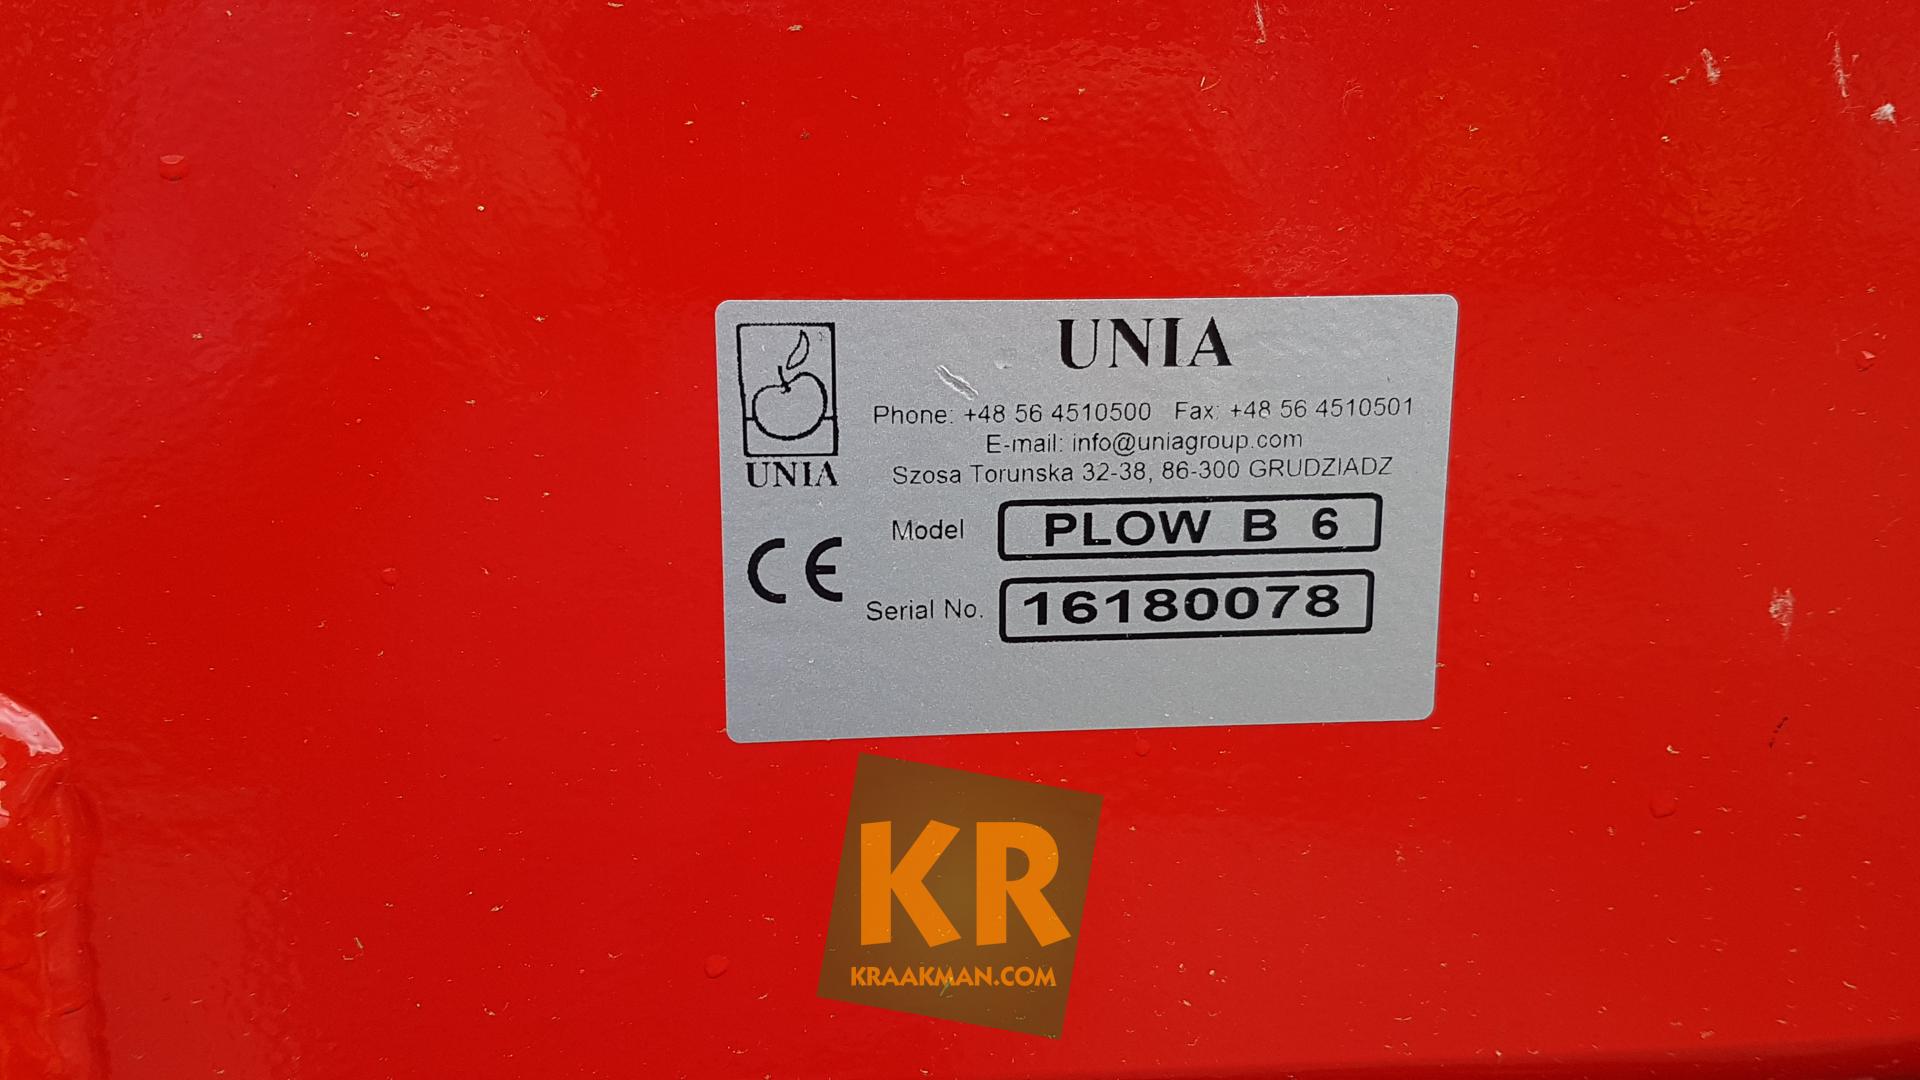 UNIA
Phone: +48 56 4510500 Fax: +48 56 4510501
E-mail: info@uniagroup.com
Szosa Torunska 32-38, 86-300 GRUDZIADZ
UNIA
Model PLOW B 6
CE
Serial No. 16180078
KR
KRAAKMAN.COM